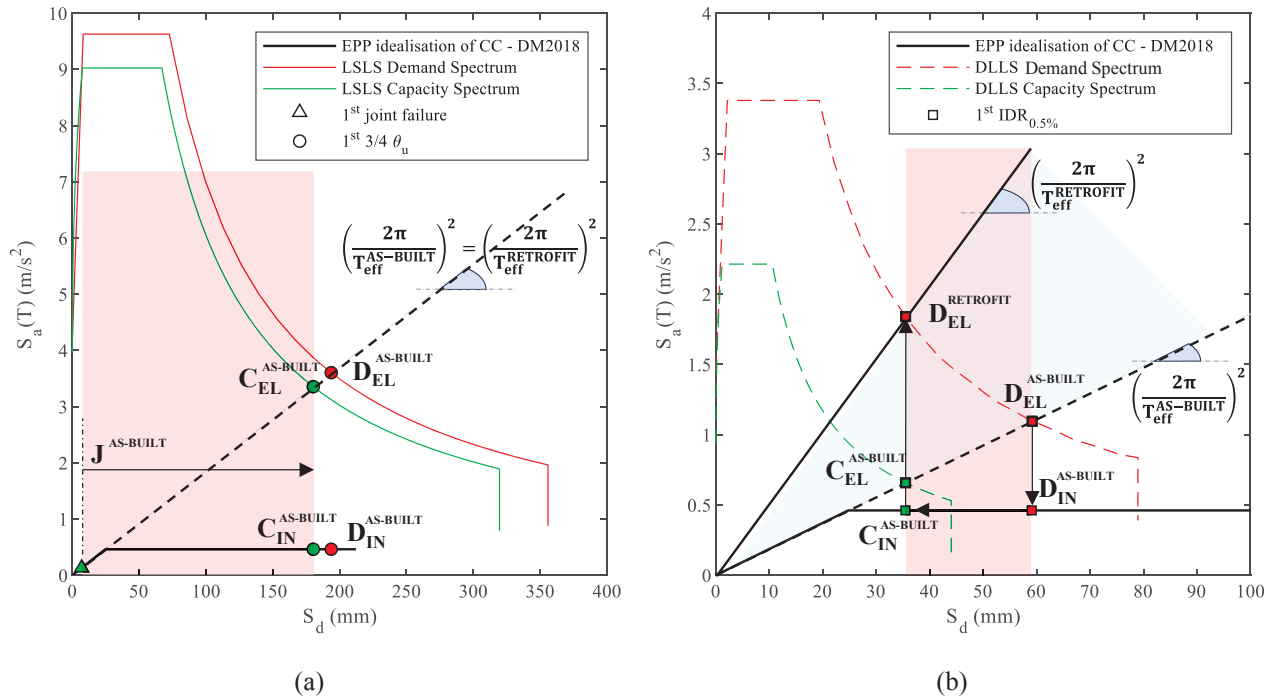 10
9
8
7
6
5
4
3
2
1
0
S_a(T) (m/s²)
EPP idealisation of CC - DM2018
LSLS Demand Spectrum
LSLS Capacity Spectrum
1st joint failure
1st 3/4 θ_u
(2π / T_eff^AS−BUILT)² = (2π / T_eff^RETROFIT)²
C_EL^AS-BUILT
D_EL^AS-BUILT
J^AS-BUILT
C_IN^AS-BUILT
D_IN^AS-BUILT
0 50 100 150 200 250 300 350 400
S_d (mm)
(a)
4
3.5
3
2.5
2
1.5
1
0.5
0
S_a(T) (m/s²)
EPP idealisation of CC - DM2018
DLLS Demand Spectrum
DLLS Capacity Spectrum
1st IDR_0.5%
(2π / T_eff^RETROFIT)²
D_EL^RETROFIT
D_EL^AS-BUILT
(2π / T_eff^AS−BUILT)²
C_EL^AS-BUILT
D_IN^AS-BUILT
C_IN^AS-BUILT
0 10 20 30 40 50 60 70 80 90 100
S_d (mm)
(b)